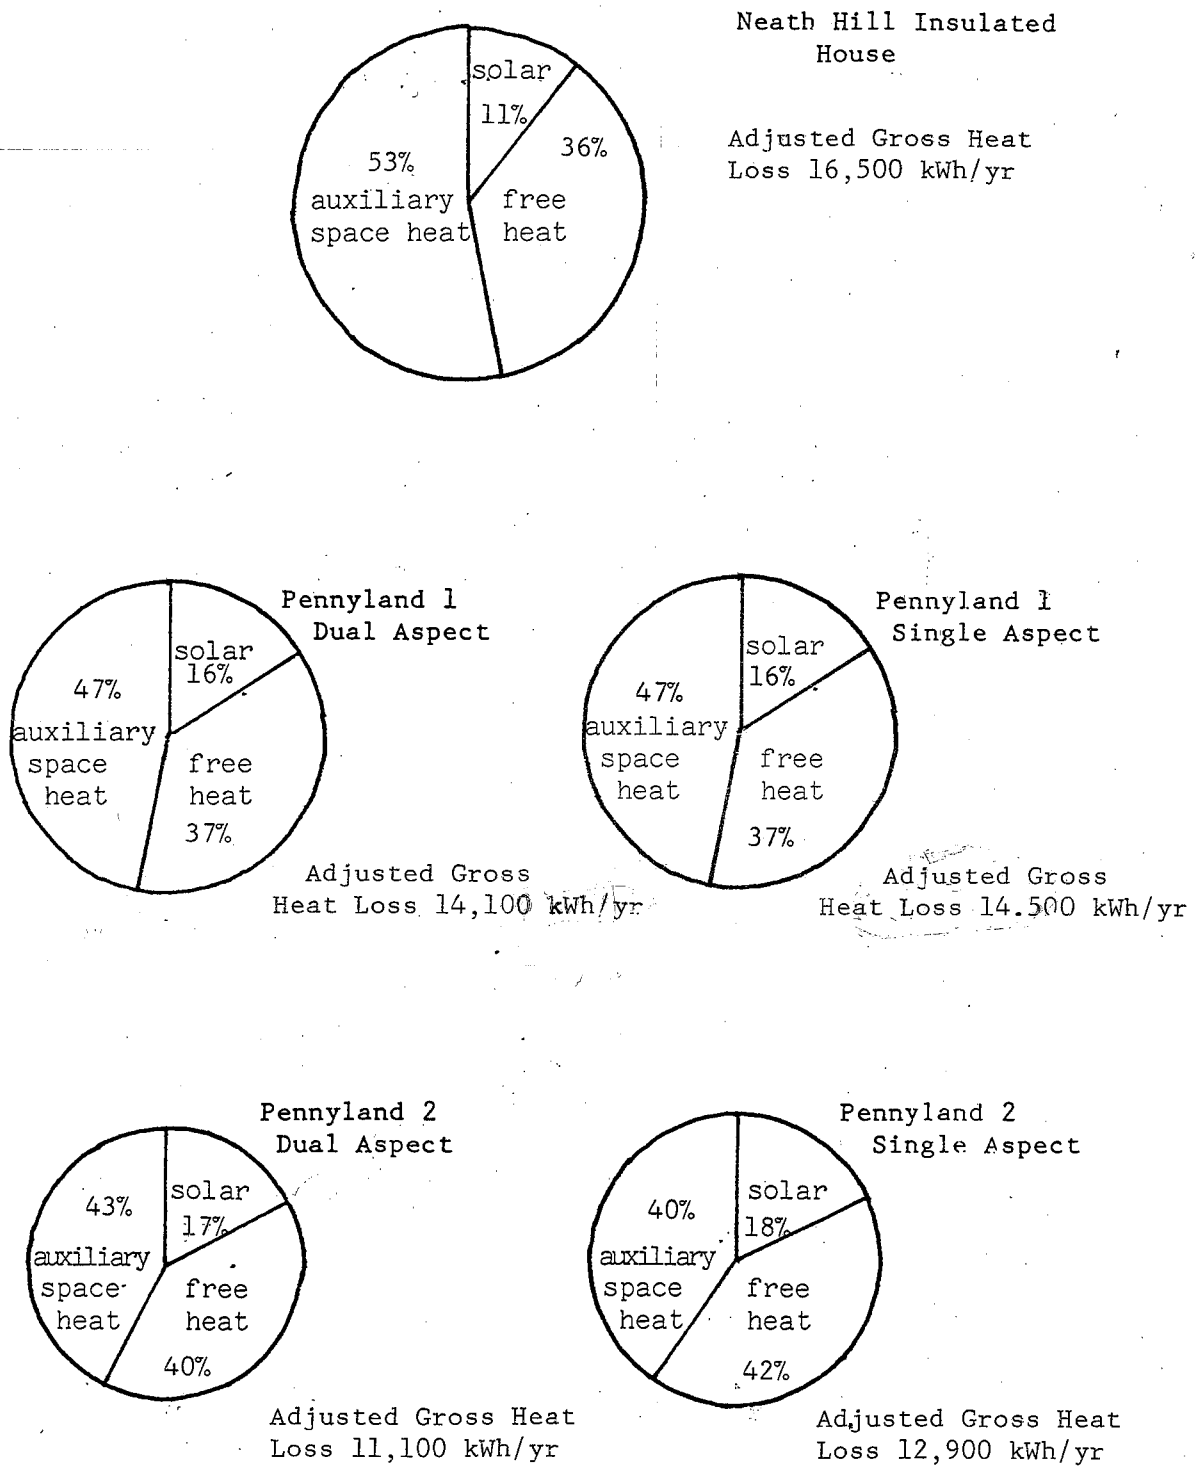 Neath Hill Insulated
House
solar
11%
36%
53%
auxiliary
space heat
free
heat
Adjusted Gross Heat
Loss 16,500 kWh/yr
Pennyland 1
Dual Aspect
solar
16%
47%
auxiliary
space
heat
free
heat
37%
Adjusted Gross
Heat Loss 14,100 kWh/yr
Pennyland 1
Single Aspect
solar
16%
47%
auxiliary
space
heat
free
heat
37%
Adjusted Gross
Heat Loss 14.500 kWh/yr
Pennyland 2
Dual Aspect
solar
17%
43%
auxiliary
space
heat
free
heat
40%
Adjusted Gross Heat
Loss 11,100 kWh/yr
Pennyland 2
Single Aspect
solar
18%
40%
auxiliary
space
heat
free
heat
42%
Adjusted Gross Heat
Loss 12,900 kWh/yr